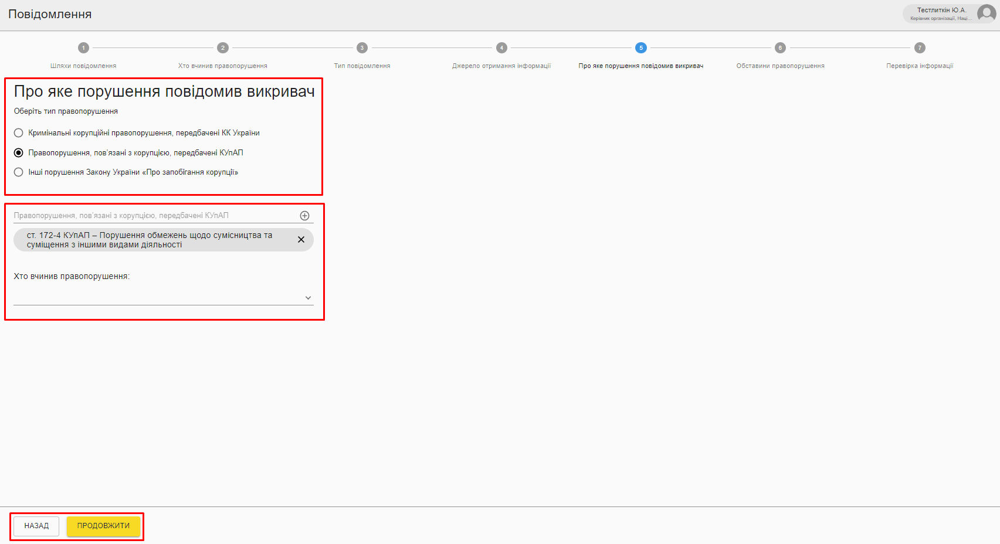 Повідомлення
Тестлиткін Ю.А.
Керівник організації, Наці...
1
2
3
4
5
6
7
Шляхи повідомлення
Хто вчинив правопорушення
Тип повідомлення
Джерело отримання інформації
Про яке порушення повідомив викривач
Обставини правопорушення
Перевірка інформації
Про яке порушення повідомив викривач
Оберіть тип правопорушення
Кримінальні корупційні правопорушення, передбачені КК України
Правопорушення, пов'язані з корупцією, передбачені КУпАП
Інші порушення Закону України «Про запобігання корупції»
Правопорушення, пов'язані з корупцією, передбачені КУпАП
ст. 172-4 КУпАП – Порушення обмежень щодо сумісництва та
суміщення з іншими видами діяльності
Хто вчинив правопорушення:
НАЗАД
ПРОДОВЖИТИ